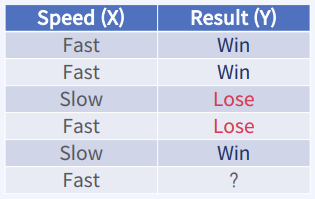 Speed (X) Result (Y)
Fast Win
Fast Win
Slow Lose
Fast Lose
Slow Win
Fast ?